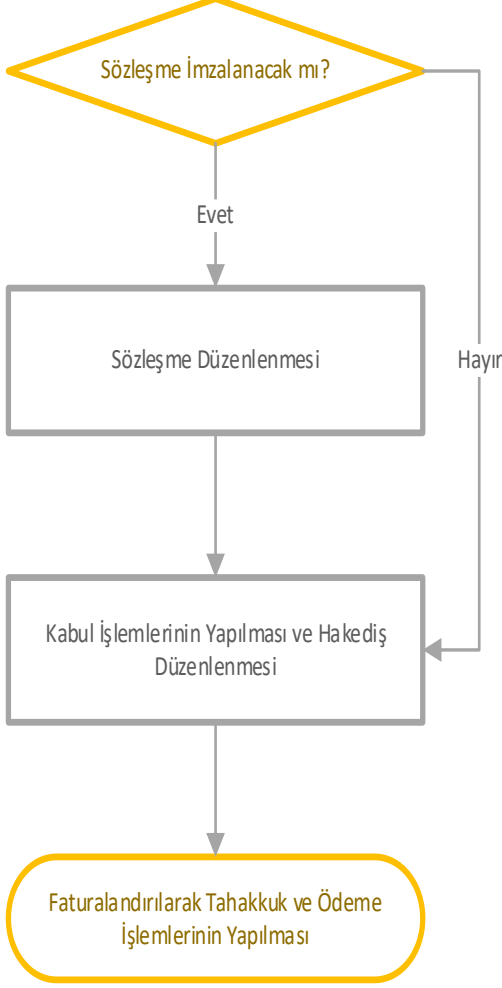 Sözleşme İmzalanacak mı?
Evet
Sözleşme Düzenlenmesi
Hayır
Kabul İşlemlerinin Yapılması ve Hakediş
Düzenlenmesi
Faturalandırılarak Tahakkuk ve Ödeme
İşlemlerinin Yapılması